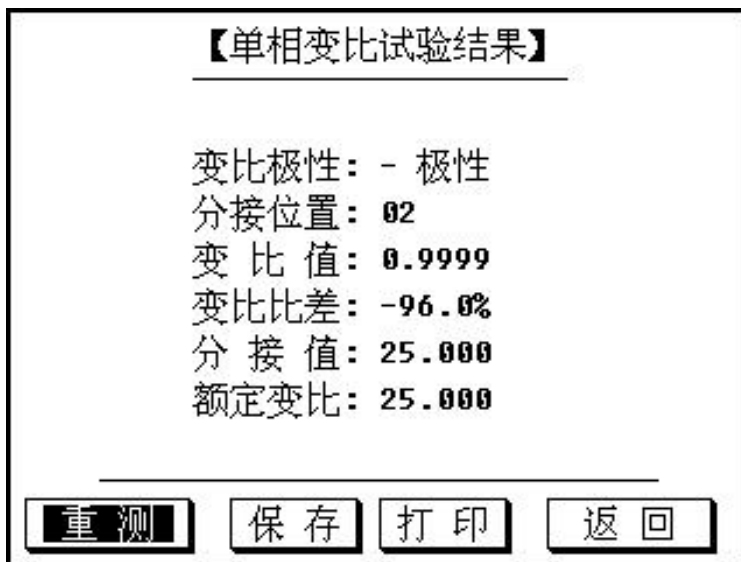 【单相变比试验结果】
变比极性: - 极性
分接位置: 02
变 比 值: 0.9999
变比比差: -96.0%
分 接 值: 25.000
额定变比: 25.000
重 测 保 存 打 印 返 回